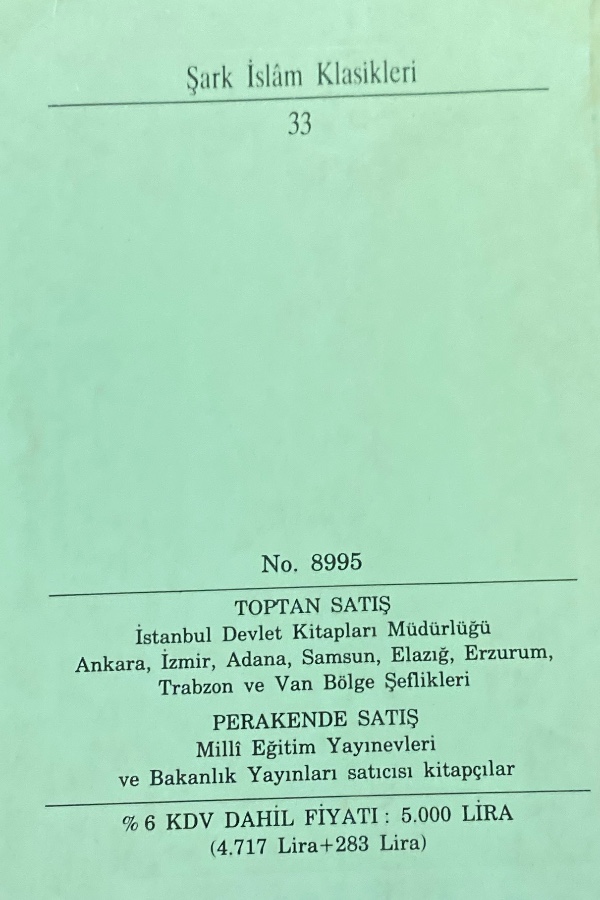 Şark İslâm Klasikleri
33
No. 8995
TOPTAN SATIŞ
İstanbul Devlet Kitapları Müdürlüğü
Ankara, İzmir, Adana, Samsun, Elazığ, Erzurum,
Trabzon ve Van Bölge Şeflikleri
PERAKENDE SATIŞ
Millî Eğitim Yayınevleri
ve Bakanlık Yayınları satıcısı kitapçılar
% 6 KDV DAHİL FİYATI : 5.000 LİRA
(4.717 Lira+283 Lira)